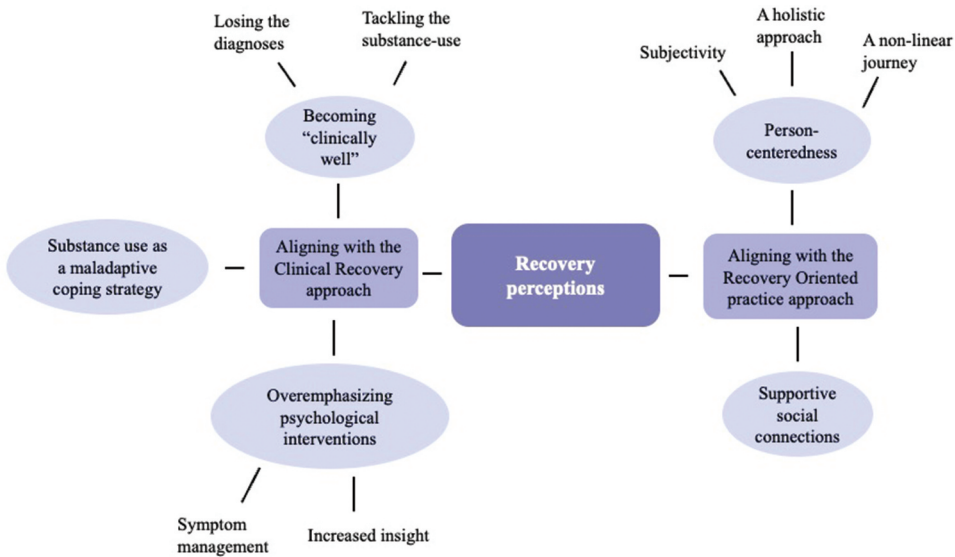 Losing the
diagnoses
Tackling the
substance-use
Becoming
“clinically
well”
Substance use as
a maladaptive
coping strategy
Aligning with the
Clinical Recovery
approach
Overemphasizing
psychological
interventions
Symptom
management
Increased insight
Recovery
perceptions
A holistic
approach
Subjectivity
A non-linear
journey
Person-
centeredness
Aligning with the
Recovery Oriented
practice approach
Supportive
social
connections